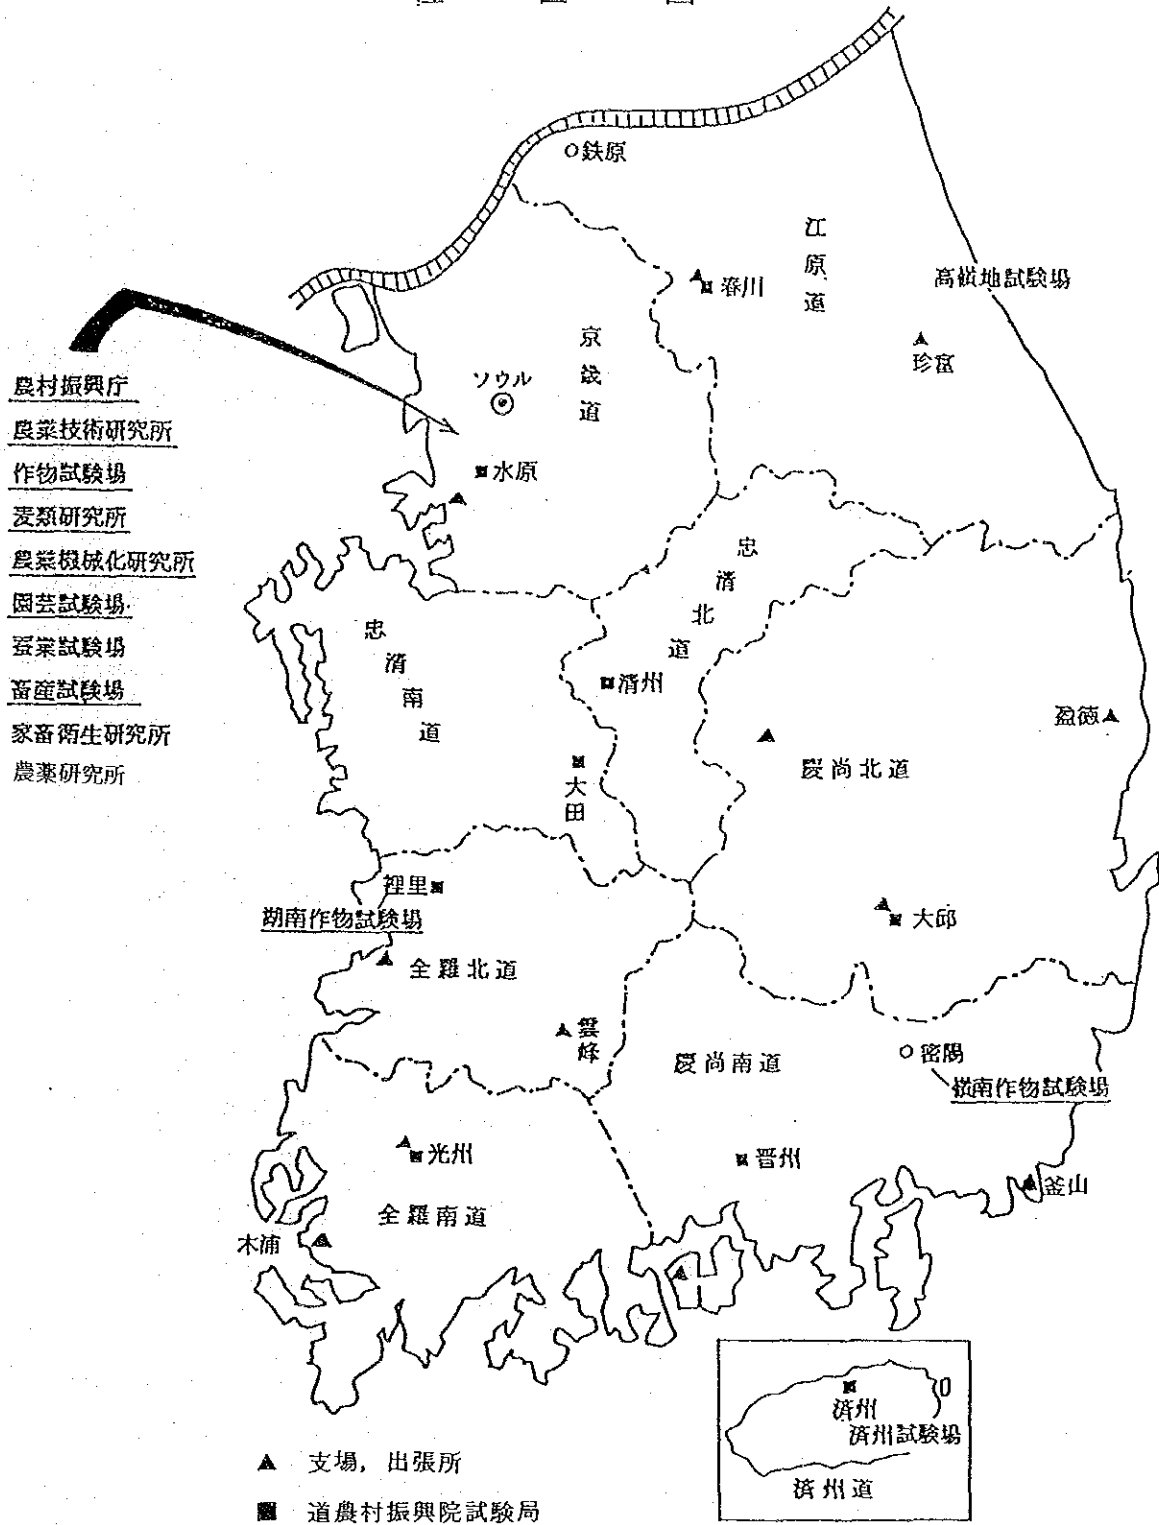 鉄原
江原道
春川
高嶺地試験場
珍富
京畿道
ソウル
水原
農村振興庁
農業技術研究所
作物試験場
麦類研究所
農業機械化研究所
園芸試験場
蚕業試験場
畜産試験場
家畜衛生研究所
農薬研究所
忠清北道
忠清南道
清州
盈徳
慶尚北道
大田
裡里
湖南作物試験場
大邱
全羅北道
雲峰
慶尚南道
密陽
嶺南作物試験場
光州
晋州
釜山
全羅南道
木浦
済州
済州試験場
済州道
▲ 支場，出張所
■ 道農村振興院試験局